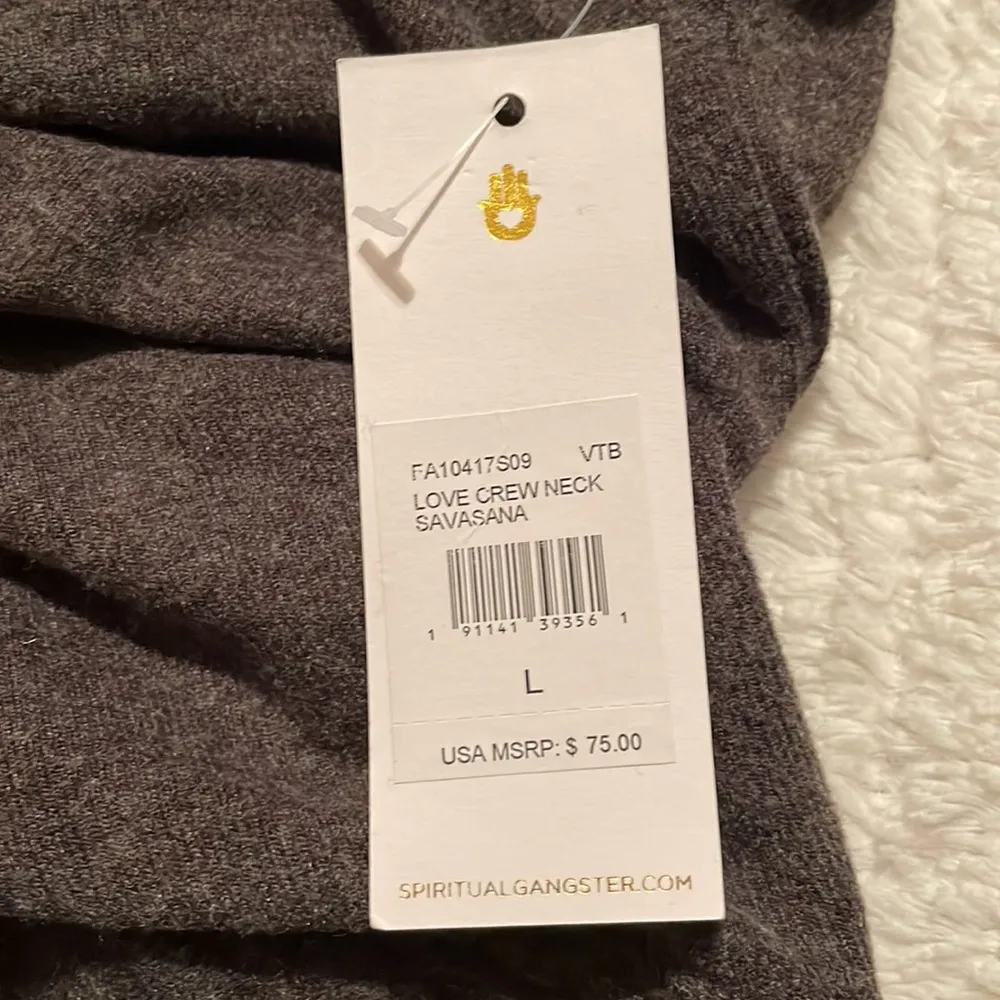 FA10417S09 VTB
LOVE CREW NECK
SAVASANA
1 91141 39356 1
L
USA MSRP: $ 75.00
SPIRITUALGANGSTER.COM